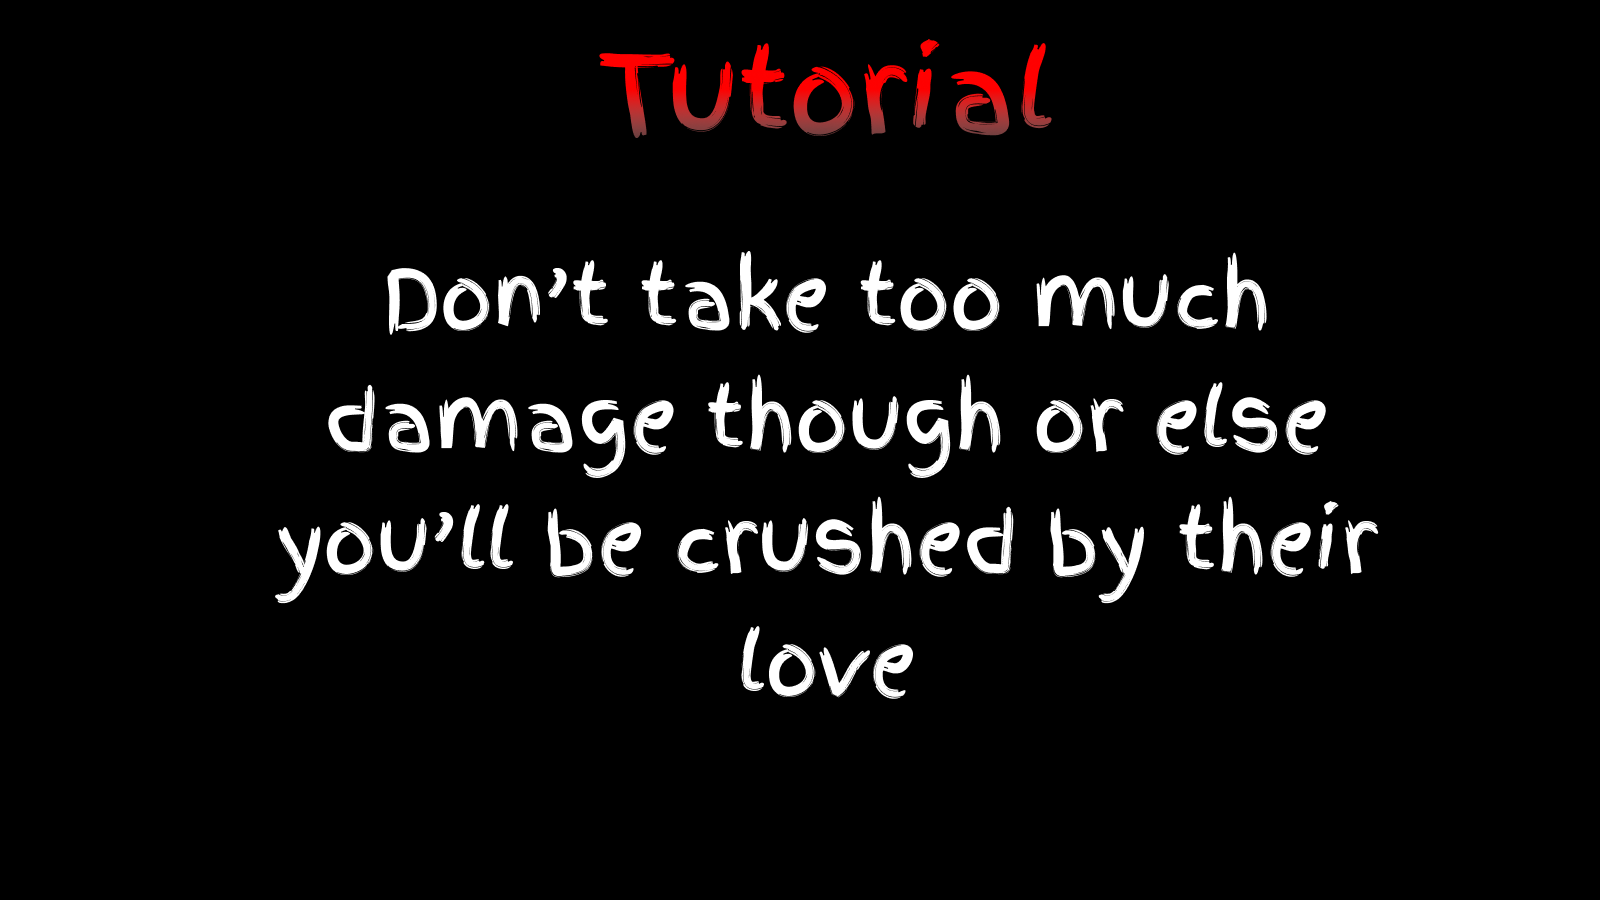 Tutorial
Don’t take too much
damage though or else
you’ll be crushed by their
love